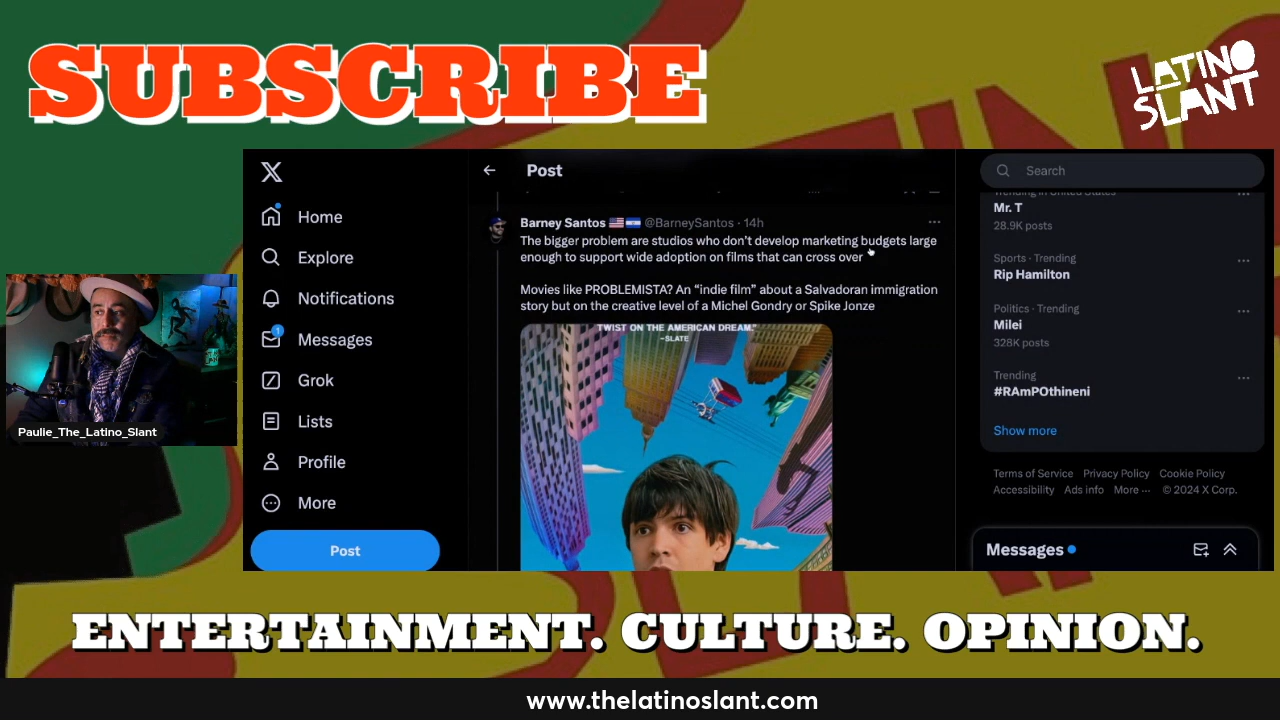 SUBSCRIBE
LATINO
SLANT
Post
Search
Trending in United States
Mr. T
28.9K posts
Sports · Trending
Rip Hamilton
Politics · Trending
Milei
328K posts
Trending
#RAmPOthineni
Show more
Terms of Service Privacy Policy Cookie Policy
Accessibility Ads info More ··· © 2024 X Corp.
Messages
Home
Explore
Notifications
1
Messages
Grok
Lists
Profile
More
Post
Barney Santos 🇺🇸🇸🇻 @BarneySantos · 14h
The bigger problem are studios who don't develop marketing budgets large
enough to support wide adoption on films that can cross over
Movies like PROBLEMISTA? An “indie film” about a Salvadoran immigration
story but on the creative level of a Michel Gondry or Spike Jonze
TWIST ON THE AMERICAN DREAM."
-SLATE
Paulie_The_Latino_Slant
ENTERTAINMENT. CULTURE. OPINION.
www.thelatinoslant.com